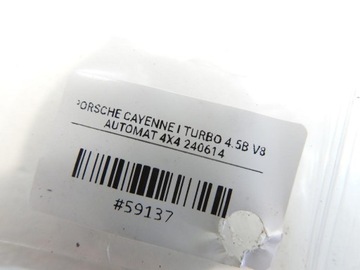 PORSCHE CAYENNE I TURBO 4.5B V8
AUTOMAT 4X4 240614
#59137